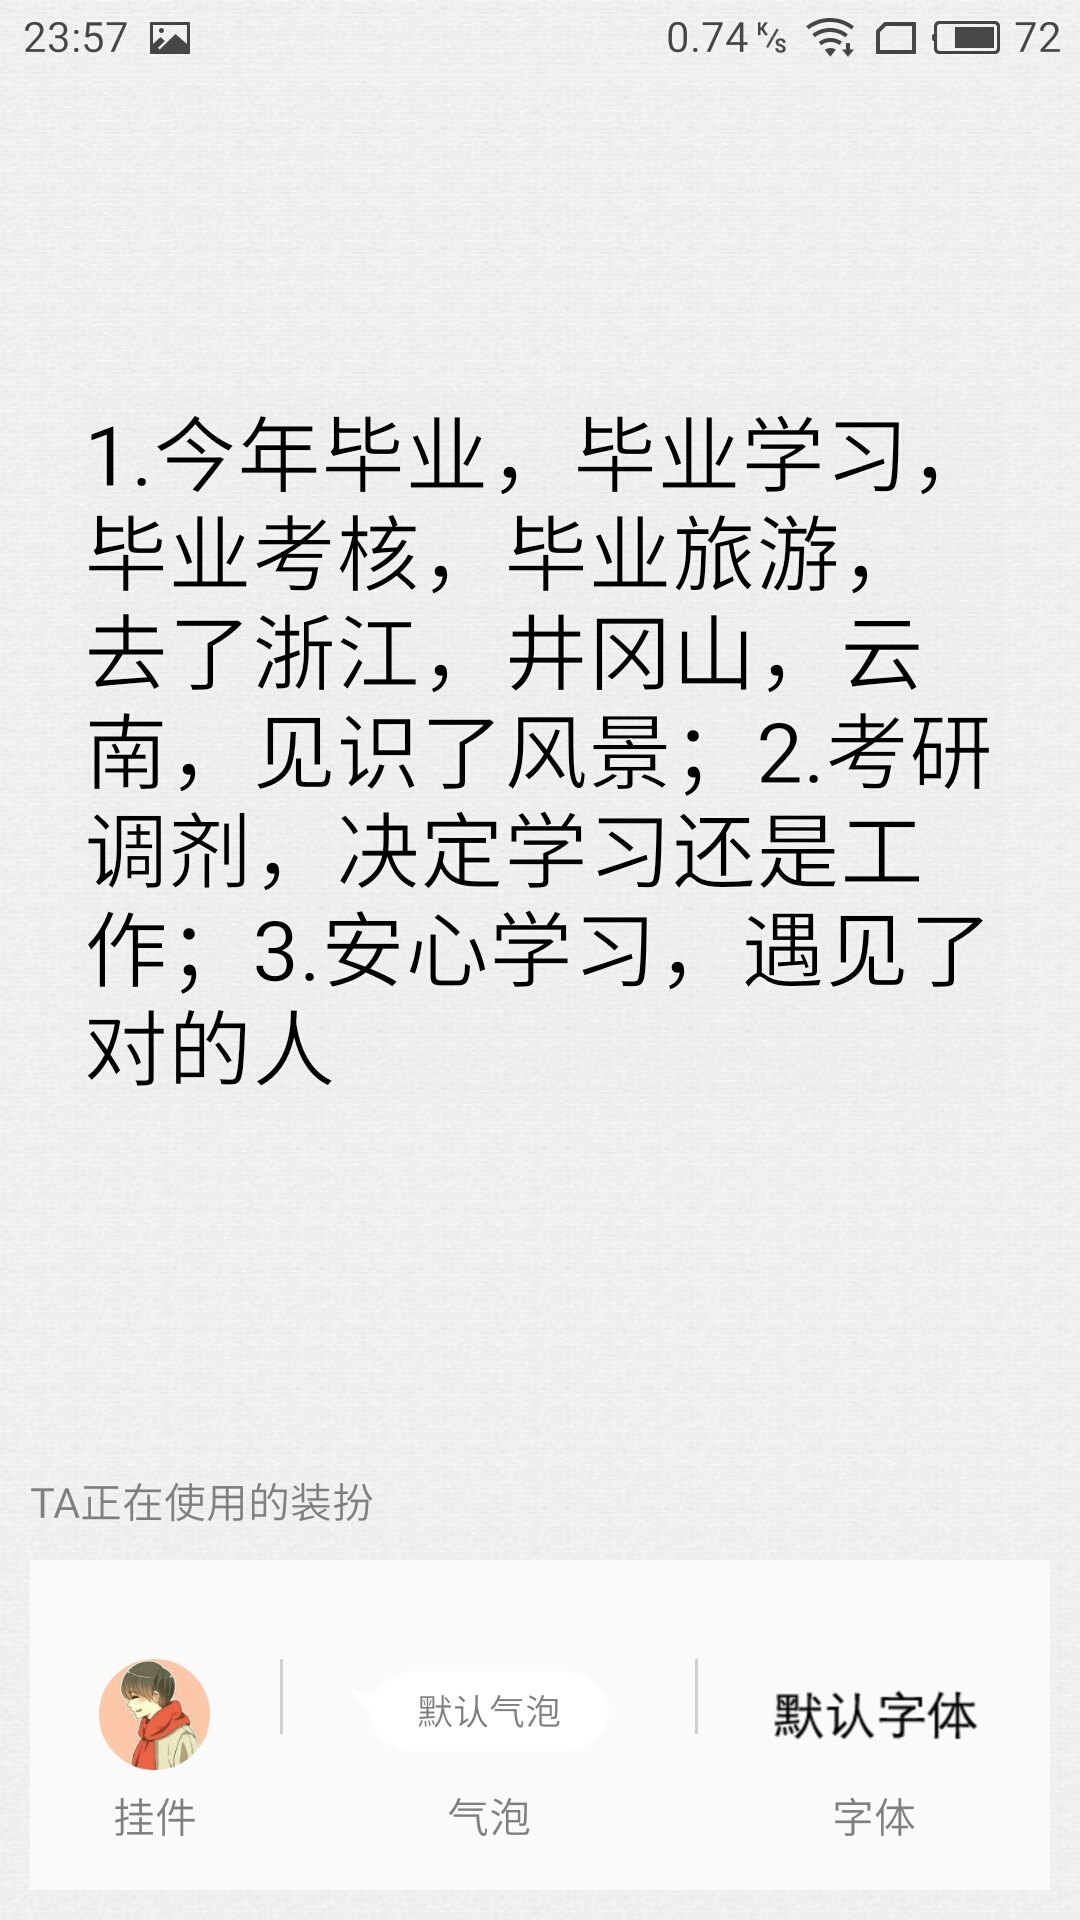 23:57
0.74 K/s
72
1.今年毕业，毕业学习，
毕业考核，毕业旅游，
去了浙江，井冈山，云
南，见识了风景；2.考研
调剂，决定学习还是工
作；3.安心学习，遇见了
对的人
TA正在使用的装扮
默认气泡
默认字体
挂件
气泡
字体